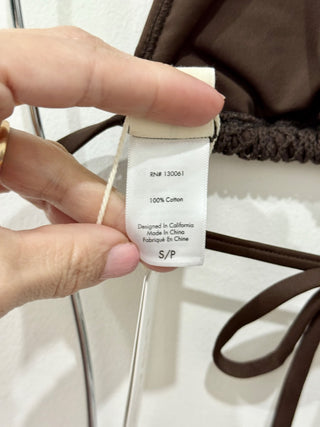 RN# 130061
100% Cotton
Designed In California
Made In China
Fabriqué En Chine
S/P